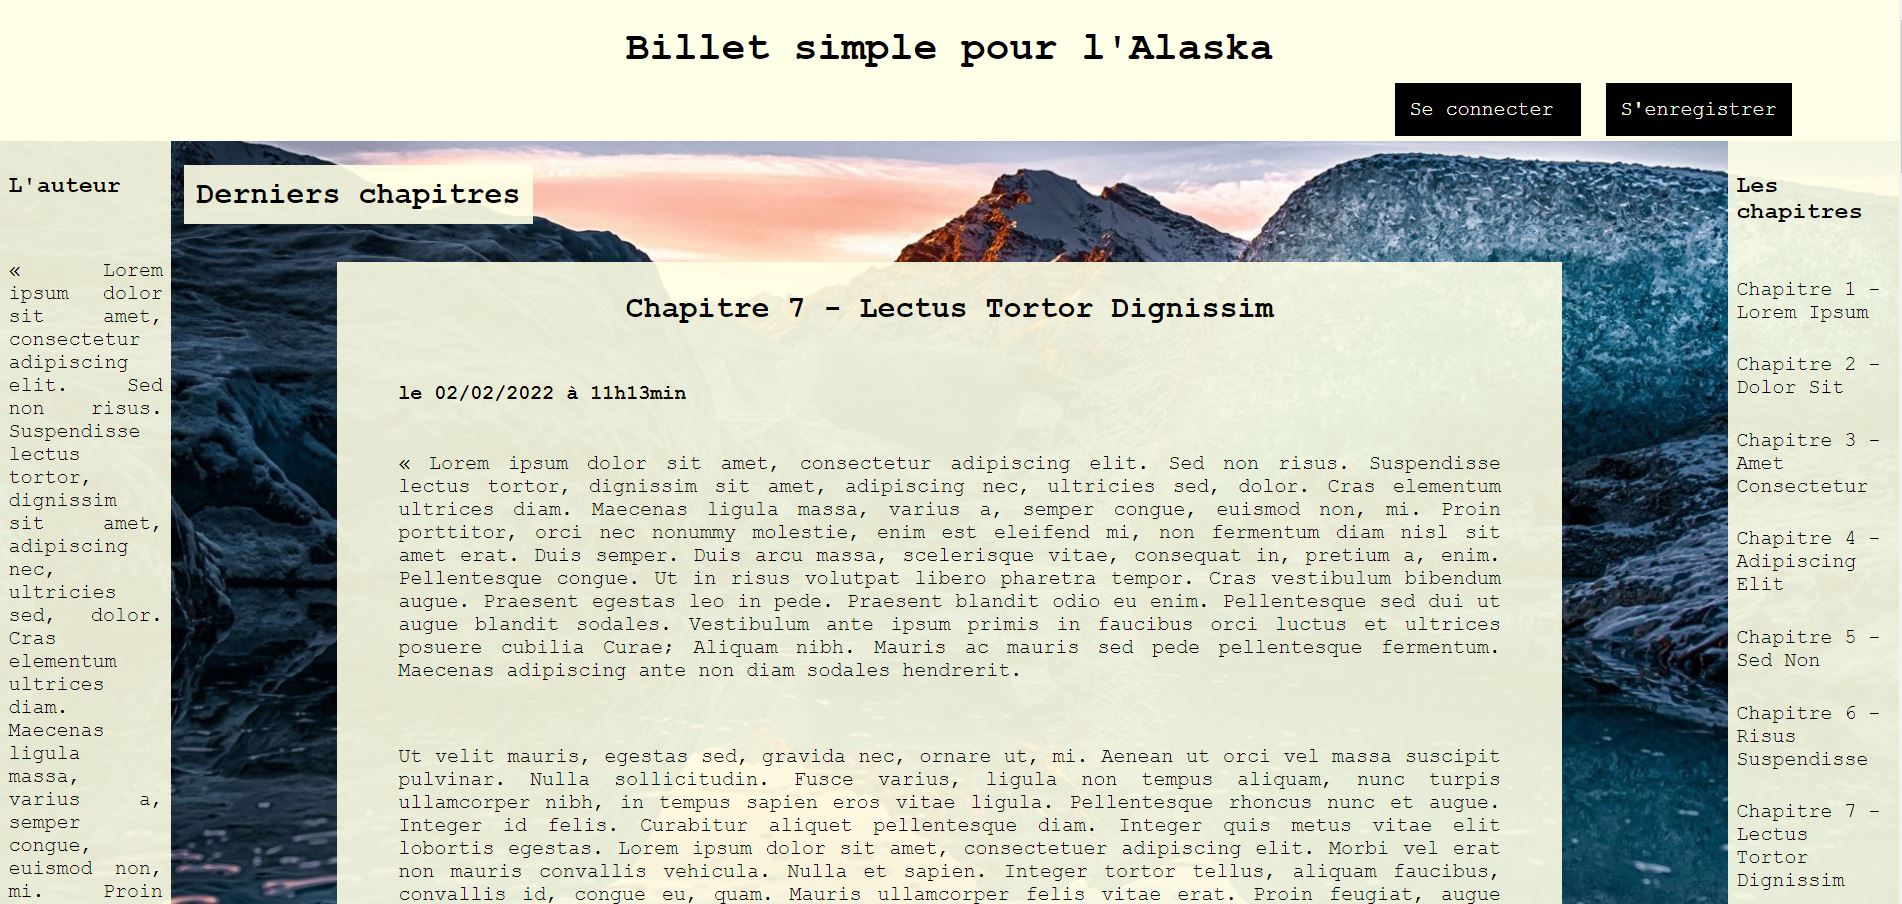 Billet simple pour l'Alaska
Se connecter
S'enregistrer
L'auteur
« Lorem
ipsum dolor
sit amet,
consectetur
adipiscing
elit. Sed
non risus.
Suspendisse
lectus
tortor,
dignissim
sit amet,
adipiscing
nec,
ultricies
sed, dolor.
Cras
elementum
ultrices
diam.
Maecenas
ligula
massa,
varius a,
semper
congue,
euismod non,
mi. Proin
Derniers chapitres
Chapitre 7 - Lectus Tortor Dignissim
le 02/02/2022 à 11h13min
« Lorem ipsum dolor sit amet, consectetur adipiscing elit. Sed non risus. Suspendisse
lectus tortor, dignissim sit amet, adipiscing nec, ultricies sed, dolor. Cras elementum
ultrices diam. Maecenas ligula massa, varius a, semper congue, euismod non, mi. Proin
porttitor, orci nec nonummy molestie, enim est eleifend mi, non fermentum diam nisl sit
amet erat. Duis semper. Duis arcu massa, scelerisque vitae, consequat in, pretium a, enim.
Pellentesque congue. Ut in risus volutpat libero pharetra tempor. Cras vestibulum bibendum
augue. Praesent egestas leo in pede. Praesent blandit odio eu enim. Pellentesque sed dui ut
augue blandit sodales. Vestibulum ante ipsum primis in faucibus orci luctus et ultrices
posuere cubilia Curae; Aliquam nibh. Mauris ac mauris sed pede pellentesque fermentum.
Maecenas adipiscing ante non diam sodales hendrerit.
Ut velit mauris, egestas sed, gravida nec, ornare ut, mi. Aenean ut orci vel massa suscipit
pulvinar. Nulla sollicitudin. Fusce varius, ligula non tempus aliquam, nunc turpis
ullamcorper nibh, in tempus sapien eros vitae ligula. Pellentesque rhoncus nunc et augue.
Integer id felis. Curabitur aliquet pellentesque diam. Integer quis metus vitae elit
lobortis egestas. Lorem ipsum dolor sit amet, consectetuer adipiscing elit. Morbi vel erat
non mauris convallis vehicula. Nulla et sapien. Integer tortor tellus, aliquam faucibus,
convallis id, congue eu, quam. Mauris ullamcorper felis vitae erat. Proin feugiat, augue
Les
chapitres
Chapitre 1 -
Lorem Ipsum
Chapitre 2 -
Dolor Sit
Chapitre 3 -
Amet
Consectetur
Chapitre 4 -
Adipiscing
Elit
Chapitre 5 -
Sed Non
Chapitre 6 -
Risus
Suspendisse
Chapitre 7 -
Lectus
Tortor
Dignissim